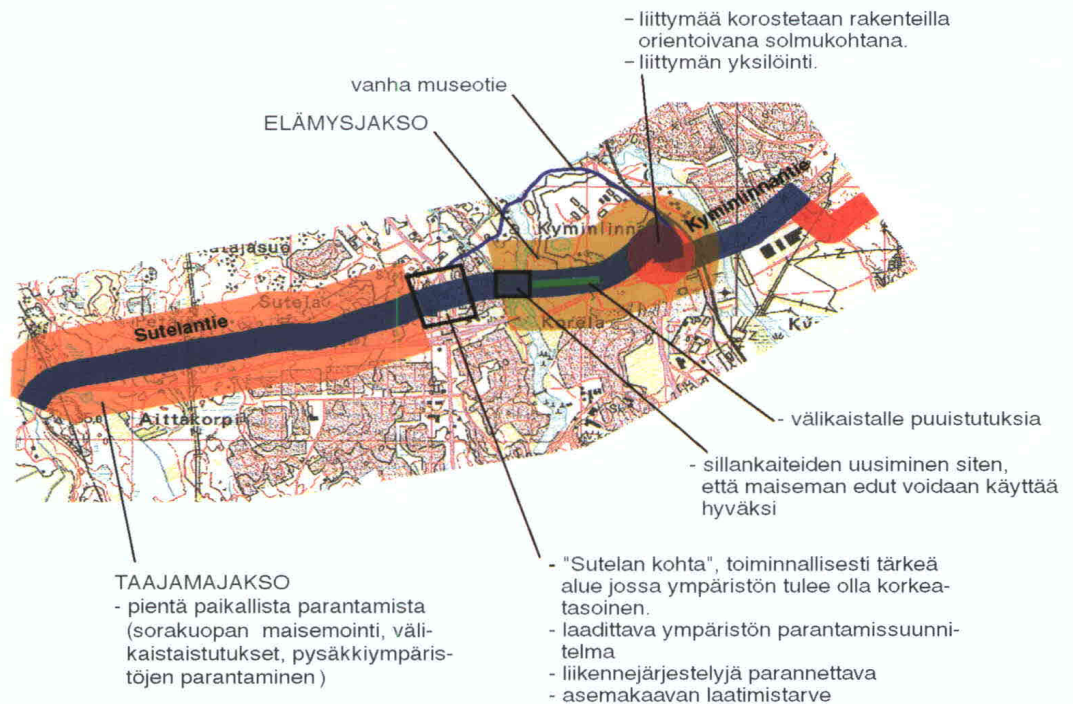 - liittymää korostetaan rakenteilla
orientoivana solmukohtana.
- liittymän yksilöinti.
vanha museotie
ELÄMYSJAKSO
Kyminlinnantie
Kyminlinna
Sutela
Sutelantie
Korela
Aittakorpi
- välikaistalle puuistutuksia
- sillankaiteiden uusiminen siten,
että maiseman edut voidaan käyttää
hyväksi
TAAJAMAJAKSO
- pientä paikallista parantamista
(sorakuopan maisemointi, väli-
kaistaistutukset, pysäkkiympäris-
töjen parantaminen )
- "Sutelan kohta", toiminnallisesti tärkeä
alue jossa ympäristön tulee olla korkea-
tasoinen.
- laadittava ympäristön parantamissuunni-
telma
- liikennejärjestelyjä parannettava
- asemakaavan laatimistarve